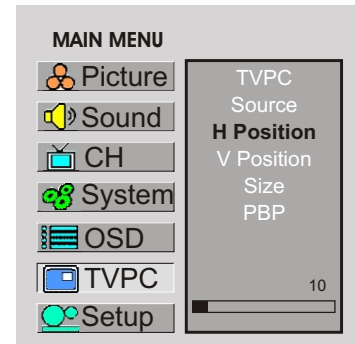 MAIN MENU
Picture
Sound
CH
System
OSD
TVPC
Setup
TVPC
Source
H Position
V Position
Size
PBP
10